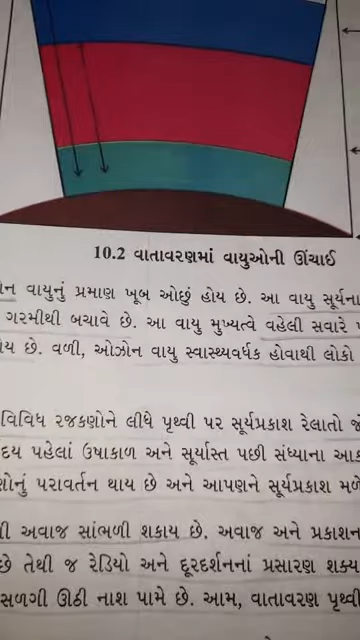 10.2 વાતાવરણમાં વાયુઓની ઊંચાઈ
વાયુનું પ્રમાણ ખૂબ ઓછું હોય છે. આ વાયુ સૂર્યના
ગરમીથી બચાવે છે. આ વાયુ મુખ્યત્વે વહેલી સવારે
છે. વળી, ઓઝોન વાયુ સ્વાસ્થ્યવર્ધક હોવાથી લોકો
વિવિધ રજકણોને લીધે પૃથ્વી પર સૂર્યપ્રકાશ રેલાતો
પહેલાં ઉષાકાળ અને સૂર્યાસ્ત પછી સંધ્યાના
પરાવર્તન થાય છે અને આપણને સૂર્યપ્રકાશ મળે
અવાજ સાંભળી શકાય છે. અવાજ અને પ્રકાશન
છે તેથી જ રેડિયો અને દૂરદર્શનનાં પ્રસારણ શક્ય
સળગી ઊઠી નાશ પામે છે. આમ, વાતાવરણ પૃથ્વી